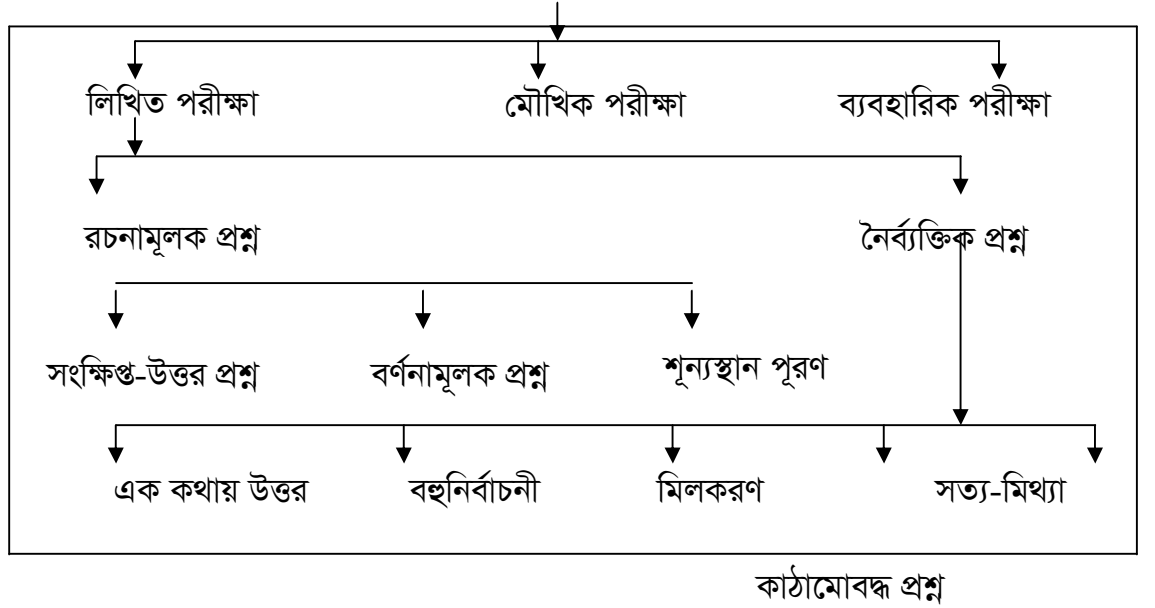 লিখিত পরীক্ষা মৌখিক পরীক্ষা ব্যবহারিক পরীক্ষা
রচনামূলক প্রশ্ন নৈর্ব্যক্তিক প্রশ্ন
সংক্ষিপ্ত-উত্তর প্রশ্ন বর্ণনামূলক প্রশ্ন শূন্যস্থান পূরণ
এক কথায় উত্তর বহুনির্বাচনী মিলকরণ সত্য-মিথ্যা
কাঠামোবদ্ধ প্রশ্ন